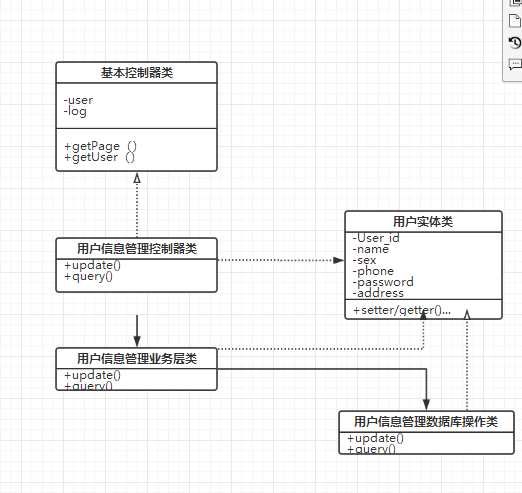 基本控制器类
-user
-log
+getPage（）
+getUser（）
用户信息管理控制器类
+update()
+query()
用户实体类
-User_id
-name
-sex
-phone
-password
-address
+setter/getter()...
用户信息管理业务层类
+update()
+query()
用户信息管理数据库操作类
+update()
+query()